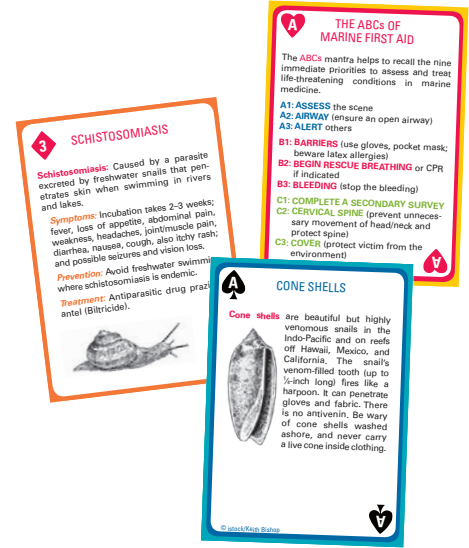 A
THE ABCs OF
MARINE FIRST AID
The ABCs mantra helps to recall the nine
immediate priorities to assess and treat
life-threatening conditions in marine
medicine.
A1: ASSESS the scene
A2: AIRWAY (ensure an open airway)
A3: ALERT others
B1: BARRIERS (use gloves, pocket mask;
beware latex allergies)
B2: BEGIN RESCUE BREATHING or CPR
if indicated
B3: BLEEDING (stop the bleeding)
C1: COMPLETE A SECONDARY SURVEY
C2: CERVICAL SPINE (prevent unneces-
sary movement of head/neck and
protect spine)
C3: COVER (protect victim from the
environment)
A
3
SCHISTOSOMIASIS
Schistosomiasis: Caused by a parasite
excreted by freshwater snails that pen-
etrates skin when swimming in rivers
and lakes.
Symptoms: Incubation takes 2–3 weeks;
fever, loss of appetite, abdominal pain,
weakness, headaches, joint/muscle pain,
diarrhea, nausea, cough, also itchy rash;
and possible seizures and vision loss.
Prevention: Avoid freshwater swimming
where schistosomiasis is endemic.
Treatment: Antiparasitic drug prazi
antel (Biltricide).
A
CONE SHELLS
Cone shells are beautiful but highly
venomous snails in the
Indo-Pacific and on reefs
off Hawaii, Mexico, and
California. The snail's
venom-filled tooth (up to
-inch long) fires like a
harpoon. It can penetrate
gloves and fabric. There
is no antivenin. Be wary
of cone shells washed
ashore, and never carry
a live cone inside clothing.
© istock/Keith Bishop
A